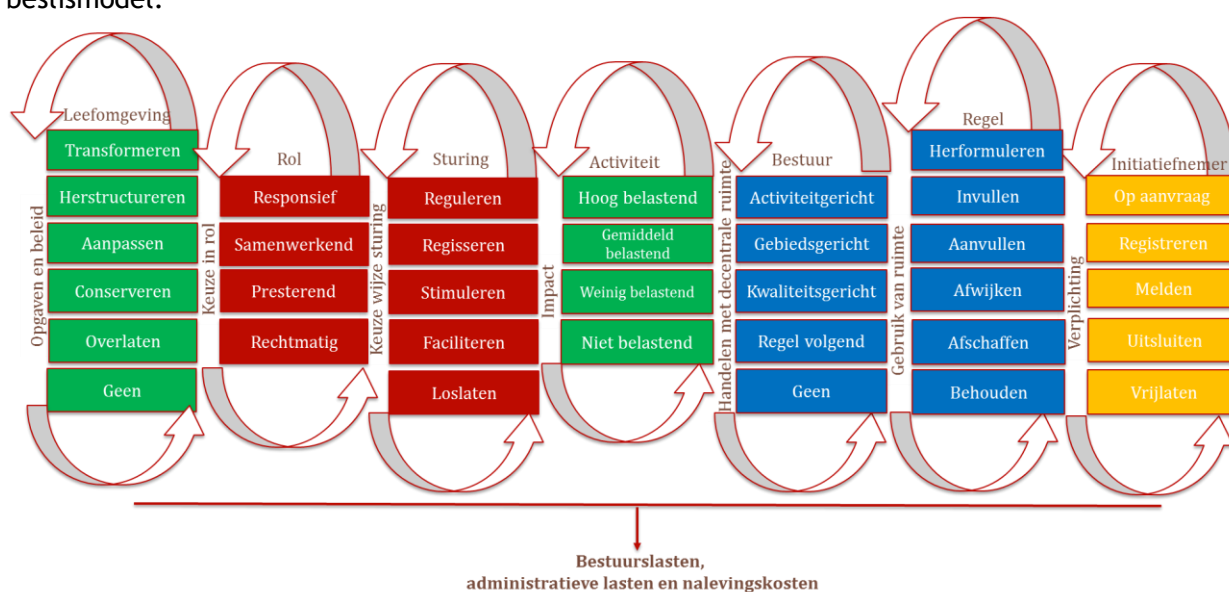 beslismodel:
Leefomgeving
Opgaven en beleid
Transformeren
Herstructureren
Aanpassen
Conserveren
Overlaten
Geen
Rol
Keuze in rol
Responsief
Samenwerkend
Presterend
Rechtmatig
Sturing
Keuze wijze sturing
Reguleren
Regisseren
Stimuleren
Faciliteren
Loslaten
Activiteit
Impact
Hoog belastend
Gemiddeld
belastend
Weinig belastend
Niet belastend
Bestuur
Handelen met decentrale ruimte
Activiteitgericht
Gebiedsgericht
Kwaliteitsgericht
Regel volgend
Geen
Regel
Gebruik van ruimte
Herformuleren
Invullen
Aanvullen
Afwijken
Afschaffen
Behouden
Initiatiefnemer
Verplichting
Op aanvraag
Registreren
Melden
Uitsluiten
Vrijlaten
Bestuurslasten,
administratieve lasten en nalevingskosten